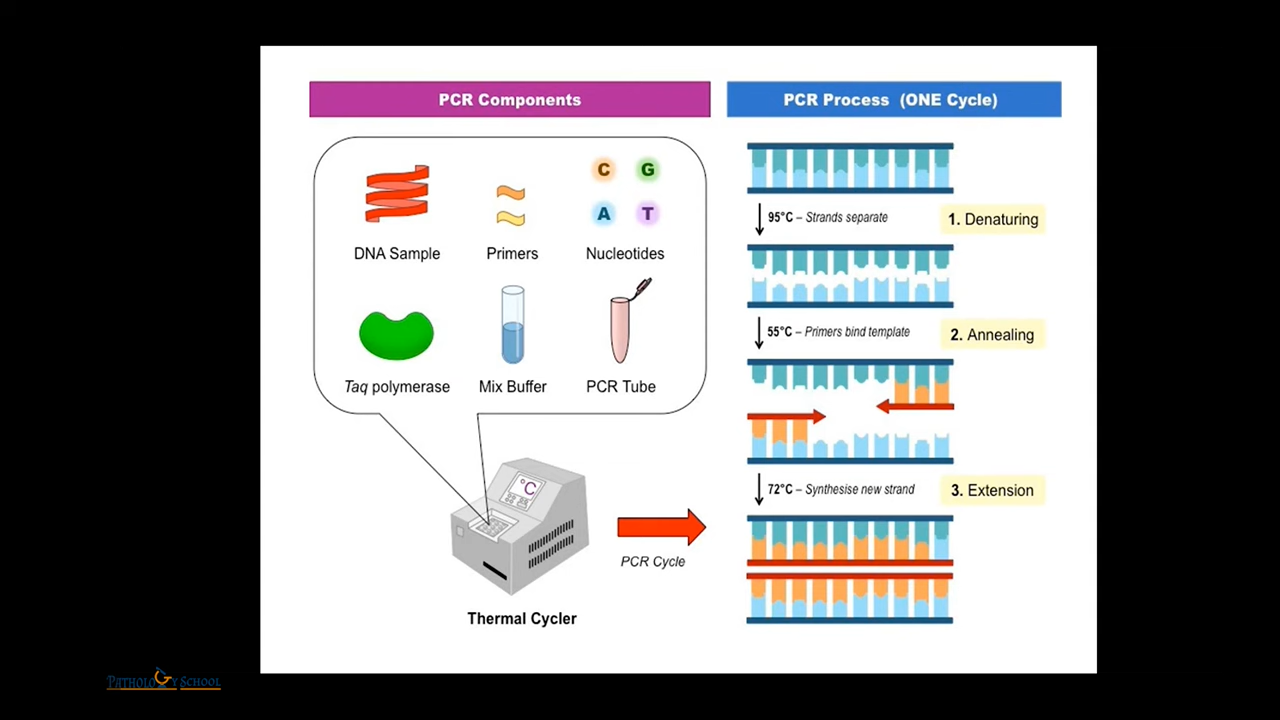 PCR Components
PCR Process (ONE Cycle)
C G
A T
DNA Sample
Primers
Nucleotides
Taq polymerase
Mix Buffer
PCR Tube
°C
Thermal Cycler
PCR Cycle
95°C – Strands separate
1. Denaturing
55°C – Primers bind template
2. Annealing
72°C – Synthesise new strand
3. Extension
PATHOLOGY SCHOOL